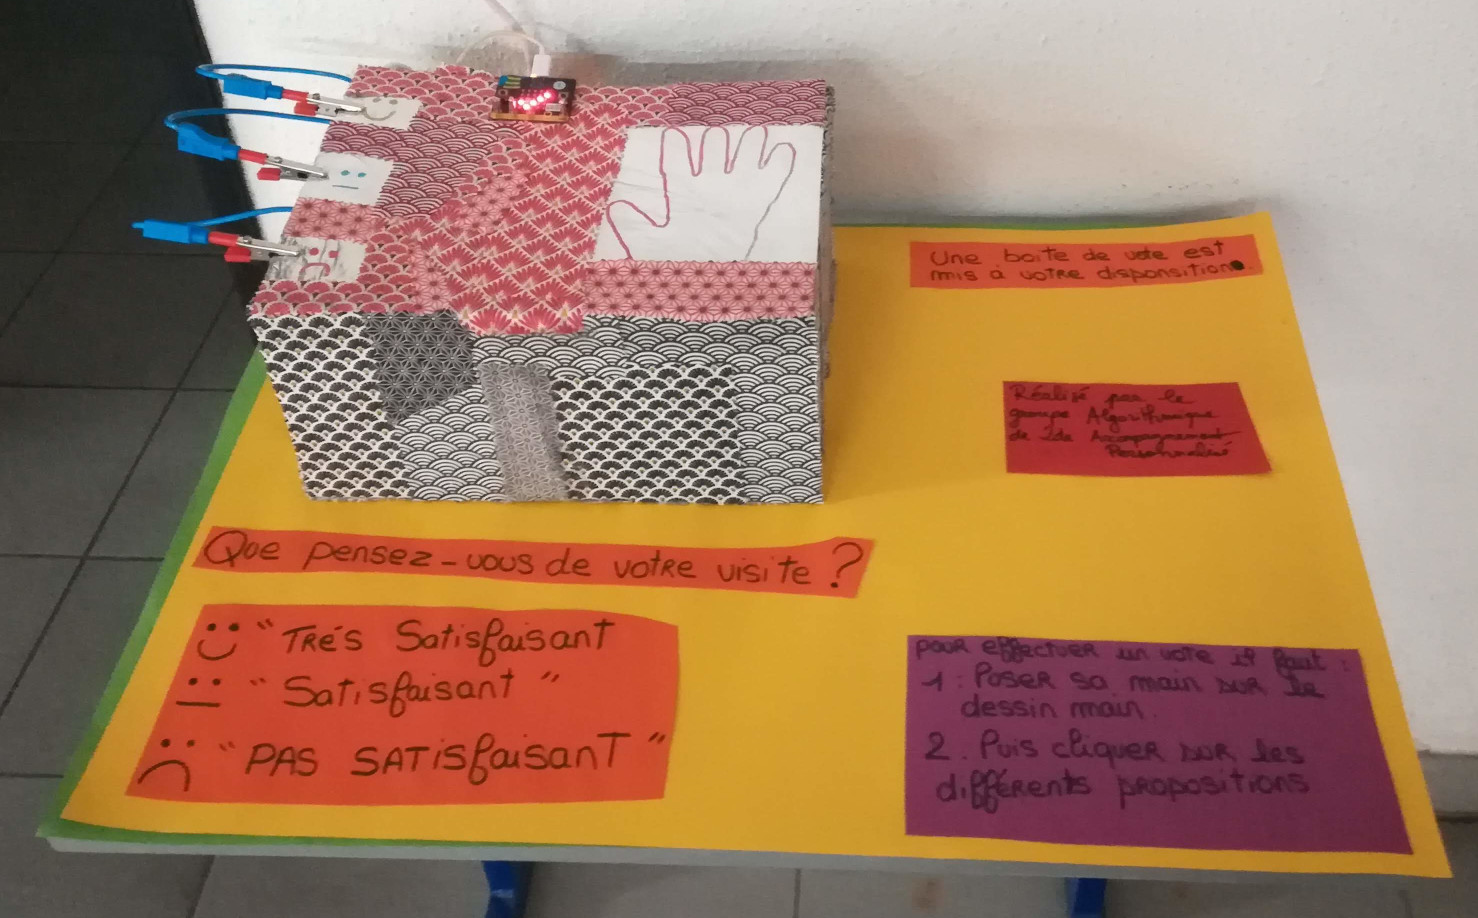 Une boite de vote est
mis à votre disponsition.
Réalisé par le
groupe Algorithmique
de 2de Accompagnement
Personnalisé
Que pensez-vous de votre visite ?
" TRéS Satisfaisant
" Satisfaisant "
" PAS SATisfaisanT "
pour effectuer un vote il faut :
1 : Poser sa main sur le
dessin main.
2. Puis cliquer sur les
différents propositions